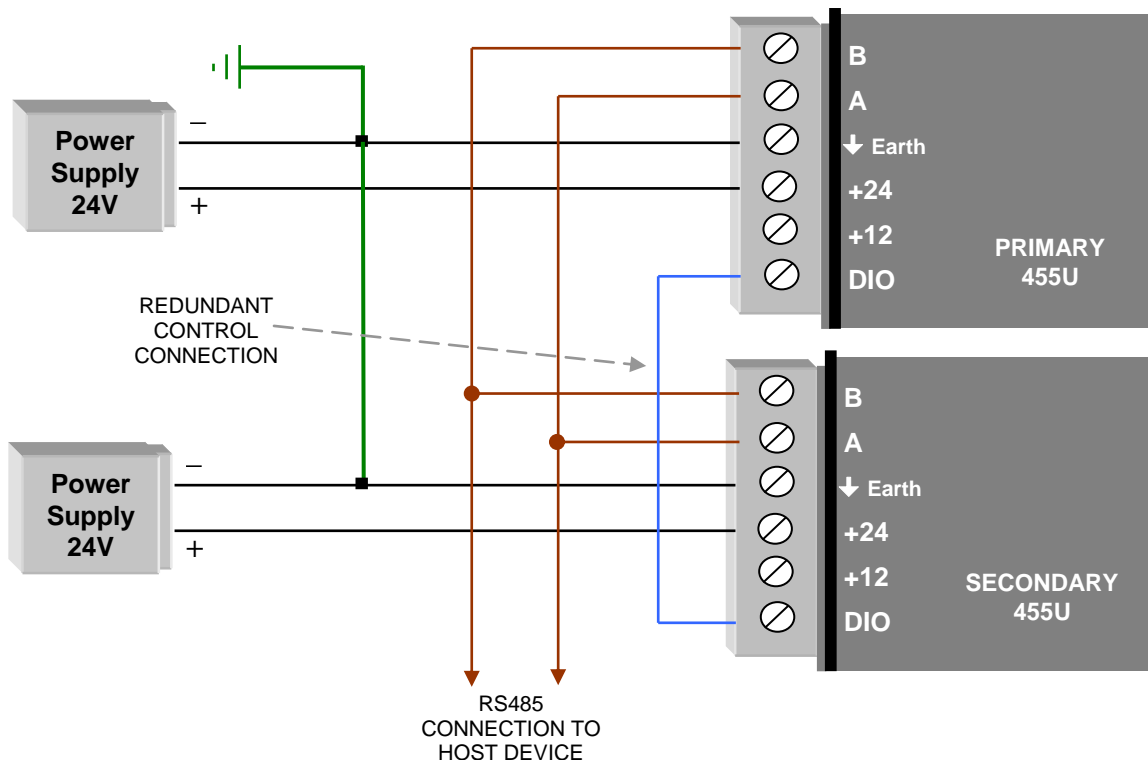 B
A
Earth
+24
+12
DIO
PRIMARY
455U
Power
Supply
24V
–
+
REDUNDANT
CONTROL
CONNECTION
B
A
Earth
+24
+12
DIO
SECONDARY
455U
Power
Supply
24V
–
+
RS485
CONNECTION TO
HOST DEVICE